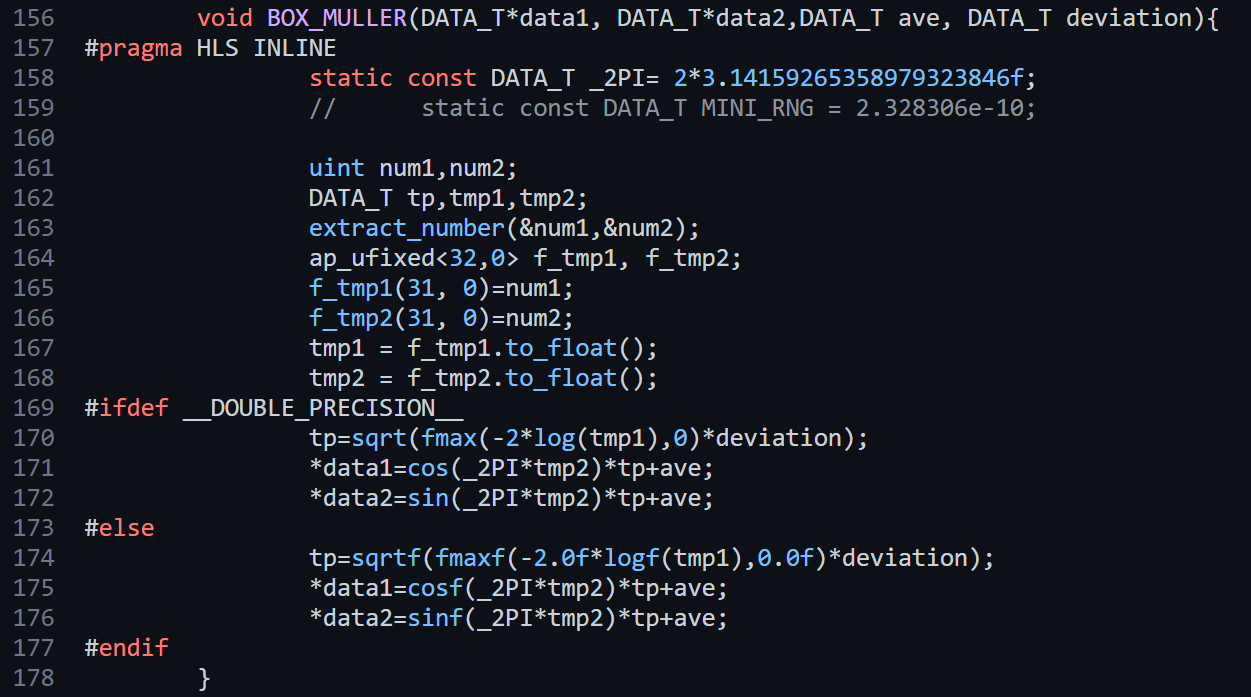 156 void BOX_MULLER(DATA_T*data1, DATA_T*data2,DATA_T ave, DATA_T deviation){
157 #pragma HLS INLINE
158 static const DATA_T _2PI= 2*3.14159265358979323846f;
159 // static const DATA_T MINI_RNG = 2.328306e-10;
160
161 uint num1,num2;
162 DATA_T tp,tmp1,tmp2;
163 extract_number(&num1,&num2);
164 ap_ufixed<32,0> f_tmp1, f_tmp2;
165 f_tmp1(31, 0)=num1;
166 f_tmp2(31, 0)=num2;
167 tmp1 = f_tmp1.to_float();
168 tmp2 = f_tmp2.to_float();
169 #ifdef __DOUBLE_PRECISION__
170 tp=sqrt(fmax(-2*log(tmp1),0)*deviation);
171 *data1=cos(_2PI*tmp2)*tp+ave;
172 *data2=sin(_2PI*tmp2)*tp+ave;
173 #else
174 tp=sqrtf(fmaxf(-2.0f*logf(tmp1),0.0f)*deviation);
175 *data1=cosf(_2PI*tmp2)*tp+ave;
176 *data2=sinf(_2PI*tmp2)*tp+ave;
177 #endif
178 }